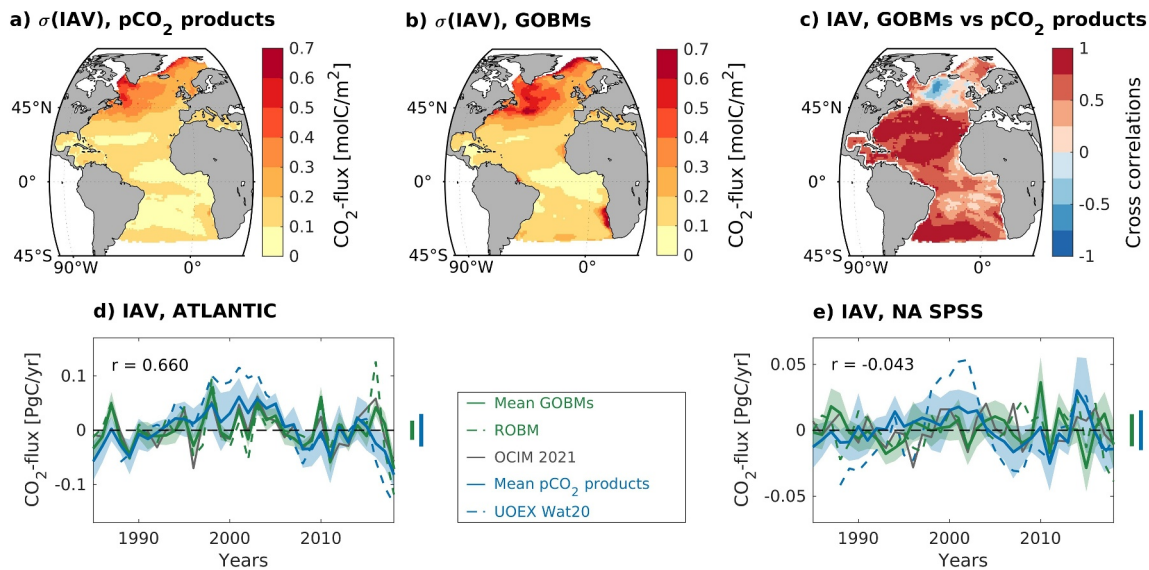 a) σ(IAV), pCO₂ products
b) σ(IAV), GOBMs
c) IAV, GOBMs vs pCO₂ products
45°N
0°
45°S
90°W
0°
0.7
0.6
0.5
0.4
0.3
0.2
0.1
0
CO₂-flux [molC/m²]
45°N
0°
45°S
90°W
0°
0.7
0.6
0.5
0.4
0.3
0.2
0.1
0
CO₂-flux [molC/m²]
45°N
0°
45°S
90°W
0°
1
0.5
0
-0.5
-1
Cross correlations
d) IAV, ATLANTIC
r = 0.660
0.1
0
-0.1
CO₂-flux [PgC/yr]
1990
2000
2010
Years
Mean GOBMs
ROBM
OCIM 2021
Mean pCO₂ products
UOEX Wat20
e) IAV, NA SPSS
r = -0.043
0.05
0
-0.05
CO₂-flux [PgC/yr]
1990
2000
2010
Years